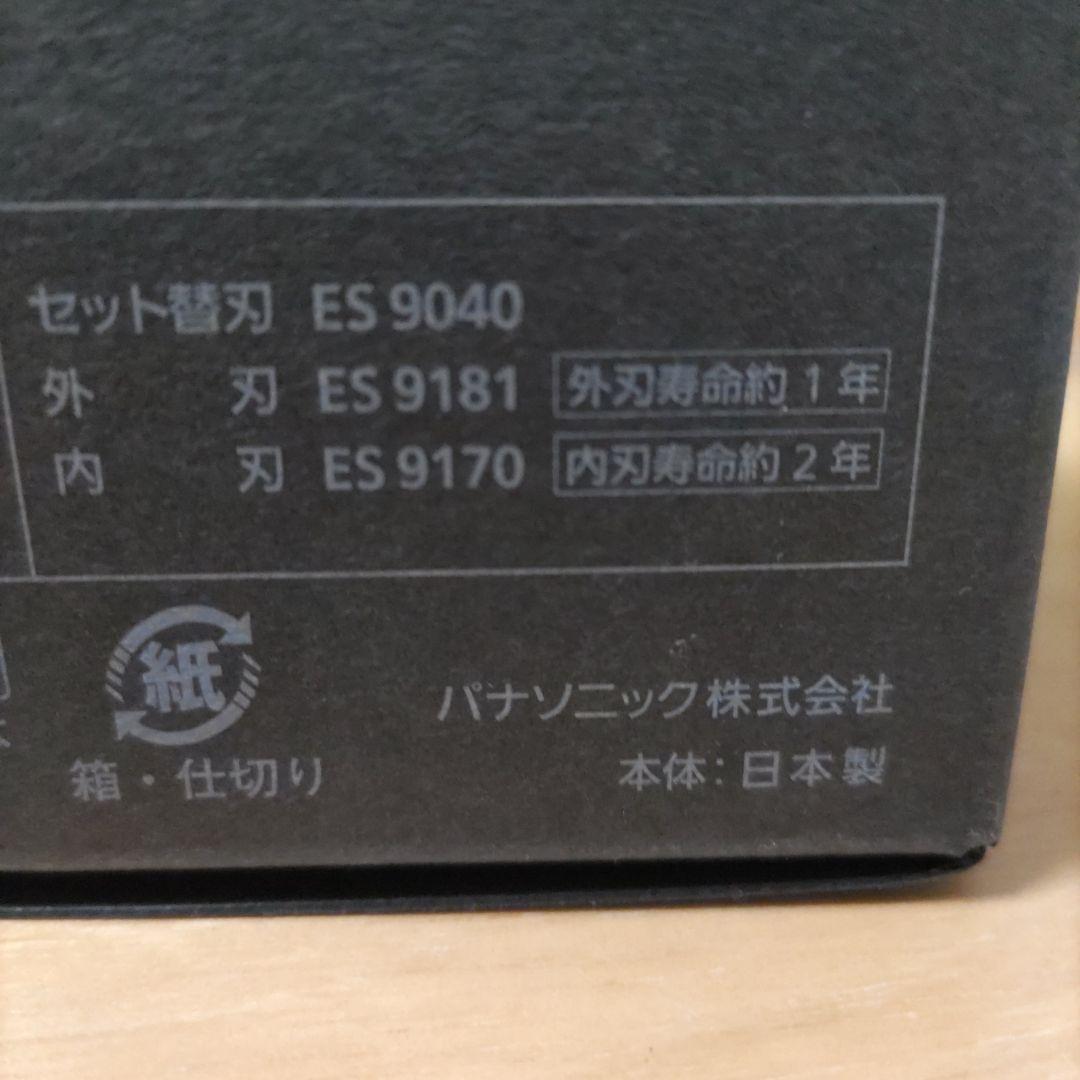 セット替刃 ES 9040
外 刃 ES 9181 外刃寿命約1年
内 刃 ES 9170 内刃寿命約2年
紙
箱・仕切り
パナソニック株式会社
本体：日本製